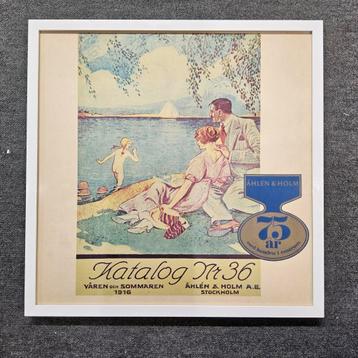 ÅHLÉN & HOLM
75
år
Katalog Nr 36
VÅREN OCH SOMMAREN
1916
ÅHLÉN & HOLM A.B.
STOCKHOLM